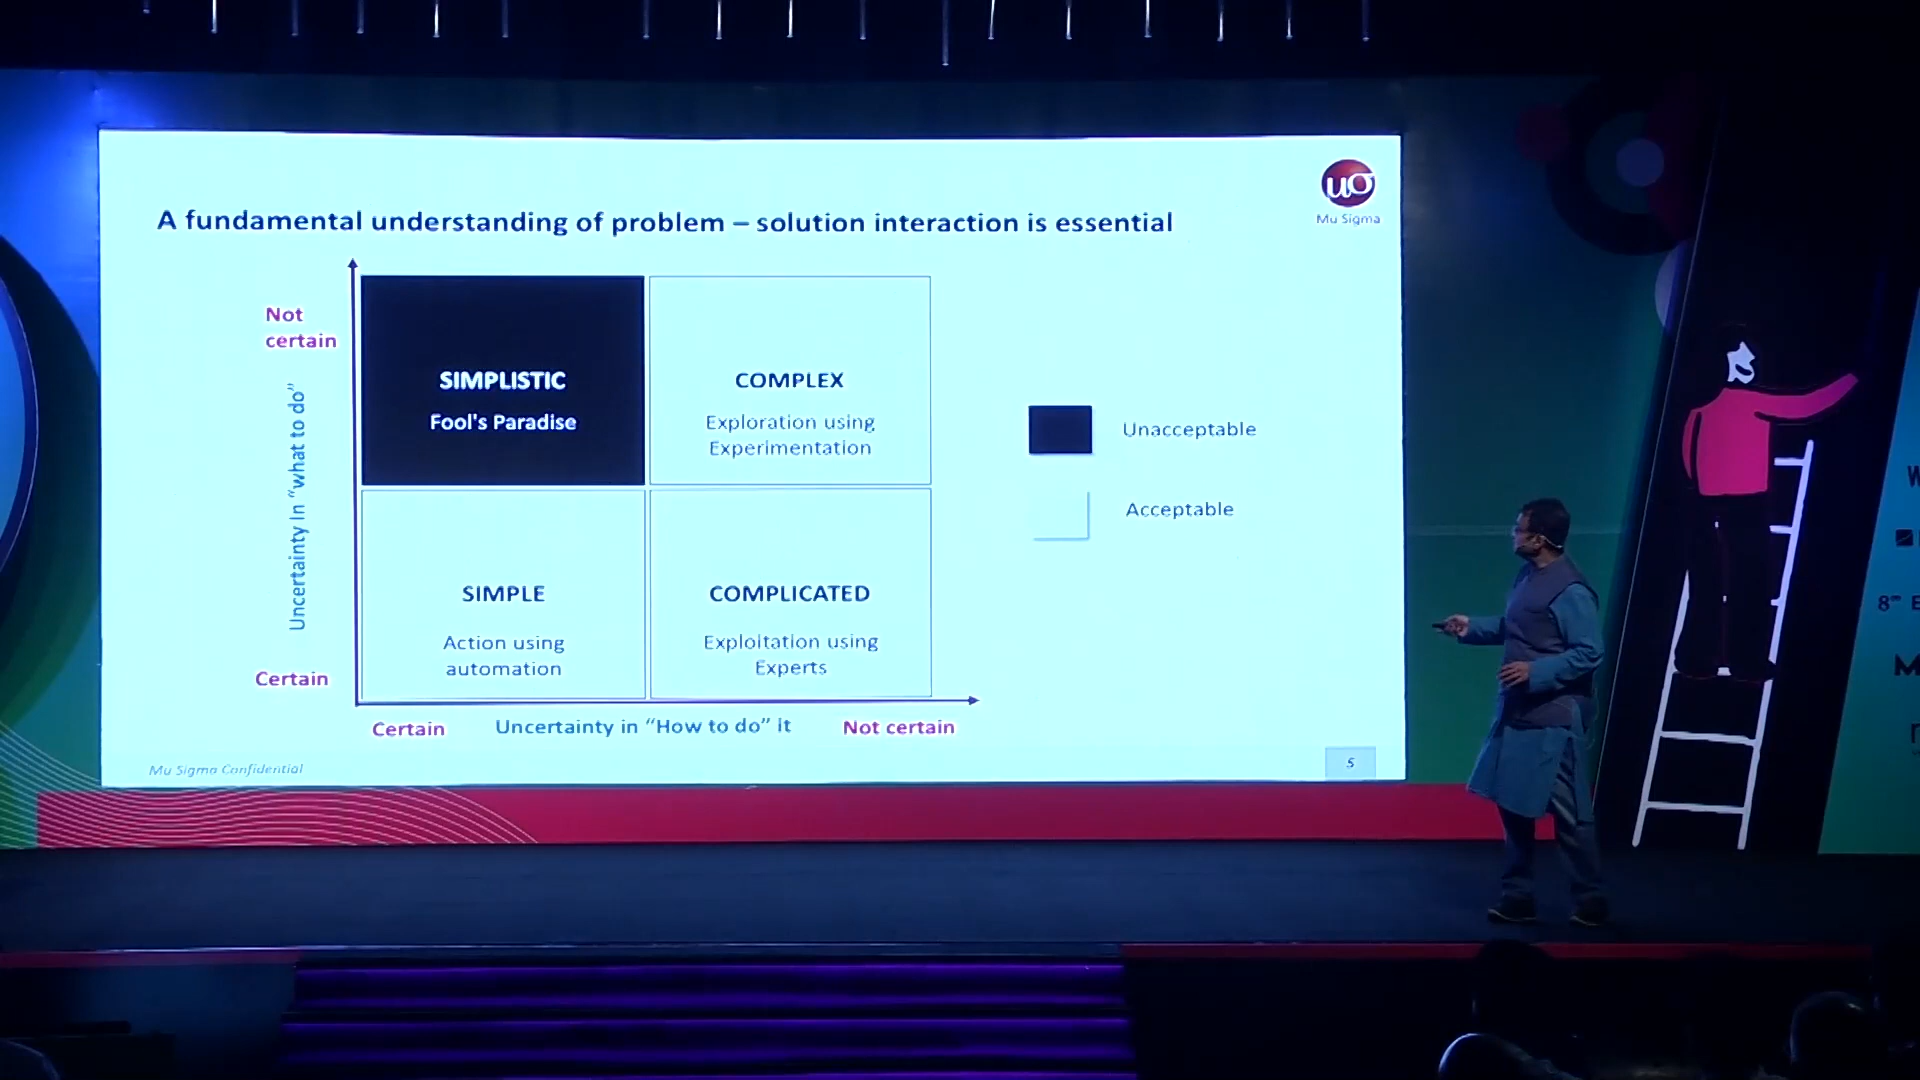 uσ
Mu Sigma
A fundamental understanding of problem – solution interaction is essential
Not
certain
SIMPLISTIC
Fool's Paradise
COMPLEX
Exploration using
Experimentation
Unacceptable
Acceptable
Uncertainty in “what to do”
SIMPLE
Action using
automation
COMPLICATED
Exploitation using
Experts
Certain
Certain
Uncertainty in “How to do” it
Not certain
Mu Sigma Confidential
5